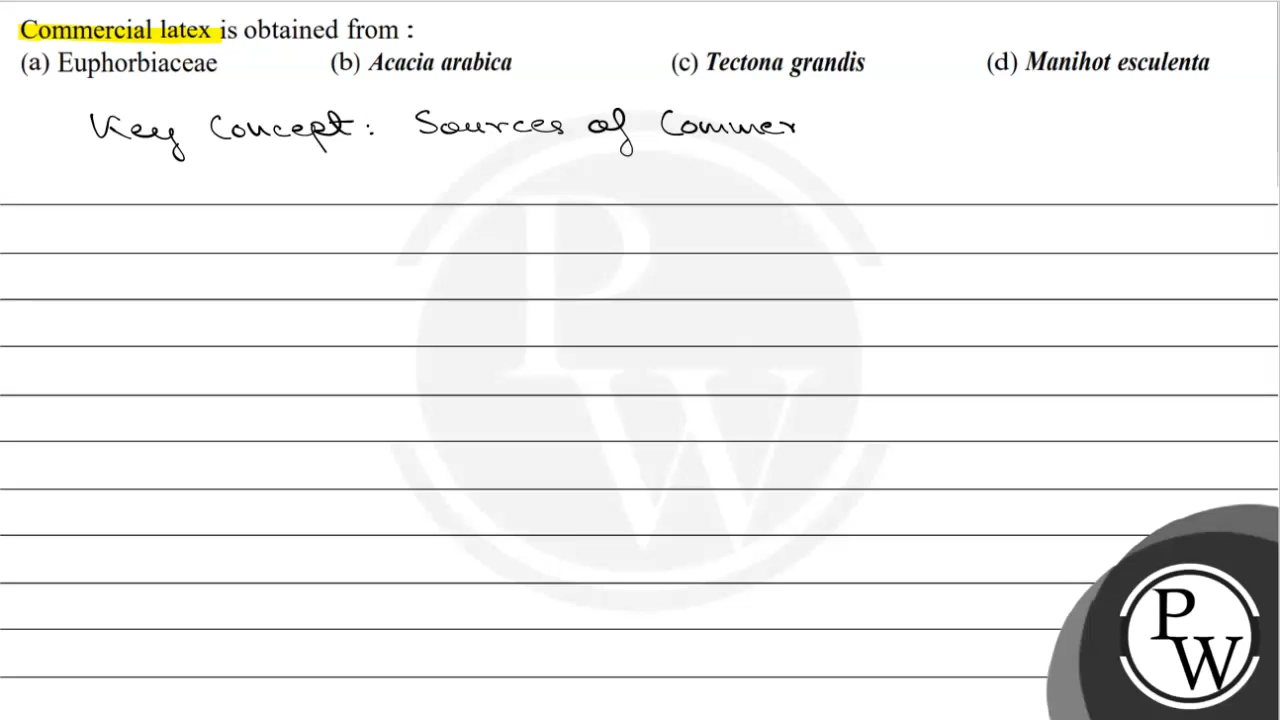 Commercial latex is obtained from :
(a) Euphorbiaceae (b) Acacia arabica (c) Tectona grandis (d) Manihot esculenta
Key Concept: Sources of Commer
P
W
P
W